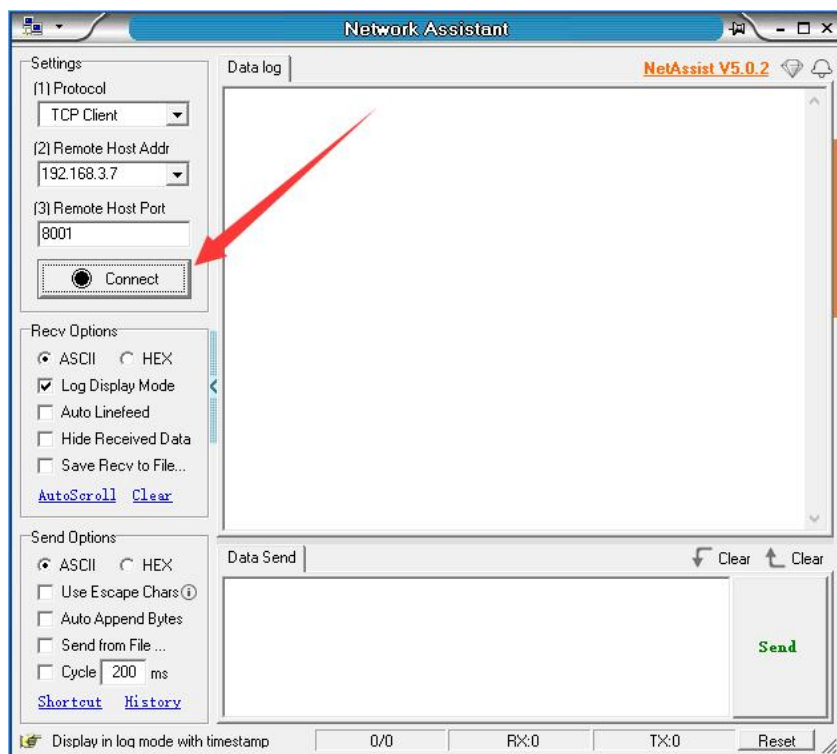 Network Assistant
Settings
(1) Protocol
TCP Client
(2) Remote Host Addr
192.168.3.7
(3) Remote Host Port
8001
Connect
Recv Options
ASCII HEX
Log Display Mode
Auto Linefeed
Hide Received Data
Save Recv to File...
AutoScroll Clear
Send Options
ASCII HEX
Use Escape Chars
Auto Append Bytes
Send from File ...
Cycle 200 ms
Shortcut History
Data log
NetAssist V5.0.2
Data Send
Clear Clear
Send
Display in log mode with timestamp 0/0 RX:0 TX:0 Reset